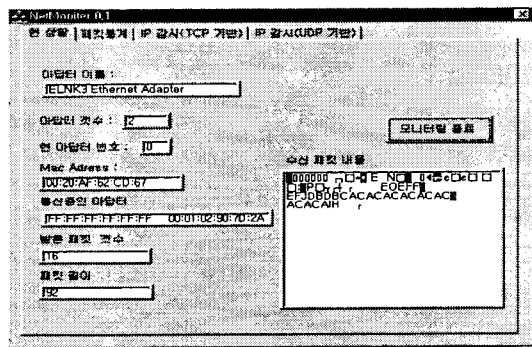 NetMoniter 0.1
현 상황 패킷통계 IP 감시(TCP 기반) IP 감시(UDP 기반)
아답터 이름 :
ELNK3 Ethernet Adapter
아답터 갯수 : 2
모니터링 종료
현 아답터 번호 : 0
수신 패킷 내용
Mac Adress :
00:20:AF:62:CD:67
통신중인 아답터
FF:FF:FF:FF:FF:FF 00:01:02:90:7D:2A
받은 패킷 갯수
16
패킷 길이
92
EFJDBDBCACACACACACAC
ACACAIH